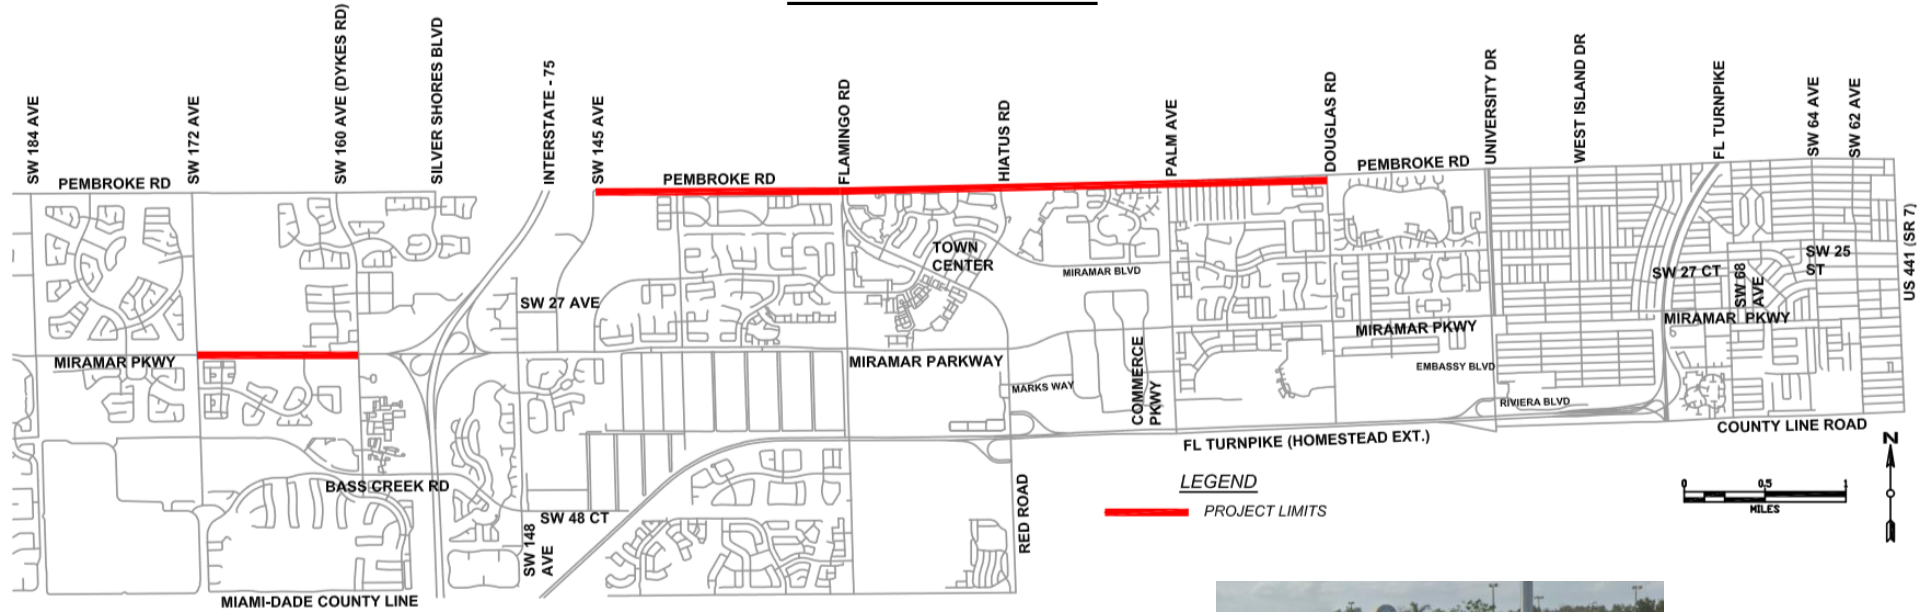 SW 184 AVE
SW 172 AVE
SW 160 AVE (DYKES RD)
SILVER SHORES BLVD
INTERSTATE - 75
SW 145 AVE
FLAMINGO RD
HIATUS RD
PALM AVE
DOUGLAS RD
UNIVERSITY DR
WEST ISLAND DR
FL TURNPIKE
SW 64 AVE
SW 62 AVE
PEMBROKE RD
PEMBROKE RD
PEMBROKE RD
US 441 (SR 7)
TOWN
CENTER
MIRAMAR BLVD
SW 25
ST
SW 27 CT
SW 68
AVE
SW 27 AVE
MIRAMAR PKWY
MIRAMAR PARKWAY
MIRAMAR PKWY
MIRAMAR PKWY
EMBASSY BLVD
MARKS WAY
COMMERCE
PKWY
RIVIERA BLVD
COUNTY LINE ROAD
FL TURNPIKE (HOMESTEAD EXT.)
N
BASS CREEK RD
SW 48 CT
SW 148
AVE
RED ROAD
LEGEND
PROJECT LIMITS
0 0.5 1
MILES
MIAMI-DADE COUNTY LINE